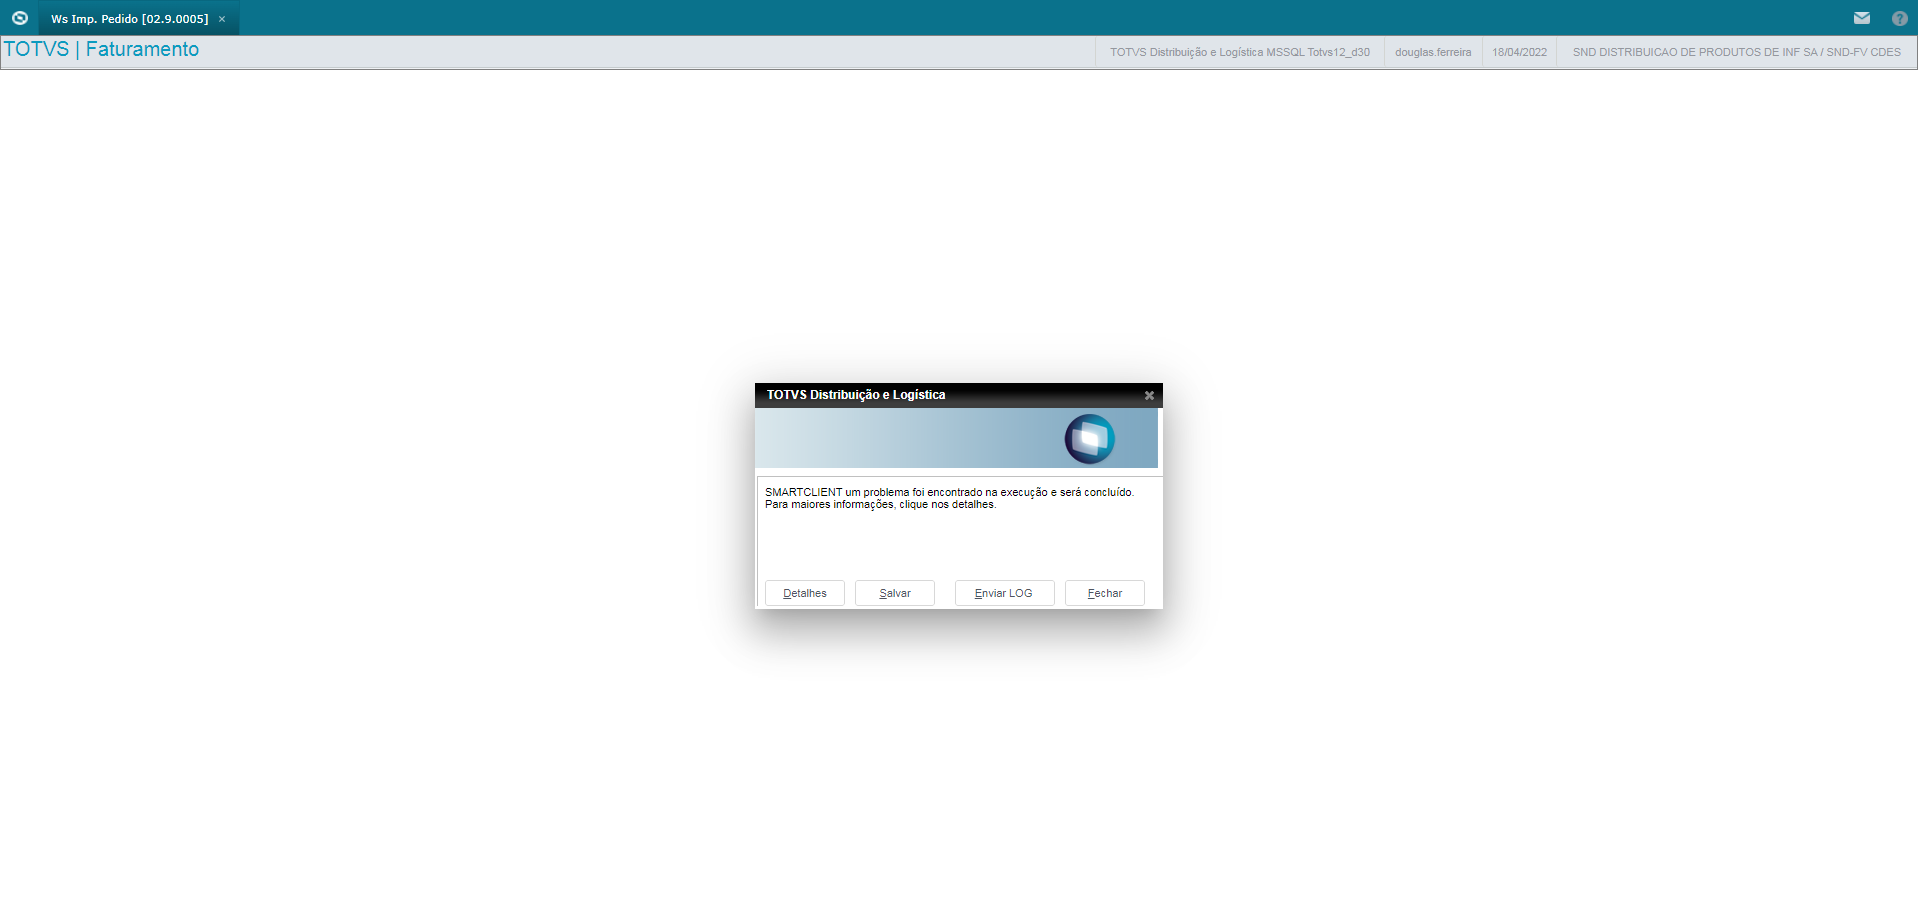 Ws Imp. Pedido [02.9.0005] ×
TOTVS | Faturamento
TOTVS Distribuição e Logística MSSQL Totvs12_d30
douglas.ferreira
18/04/2022
SND DISTRIBUICAO DE PRODUTOS DE INF SA / SND-FV CDES
TOTVS Distribuição e Logística
SMARTCLIENT um problema foi encontrado na execução e será concluído.
Para maiores informações, clique nos detalhes.
Detalhes
Salvar
Enviar LOG
Fechar